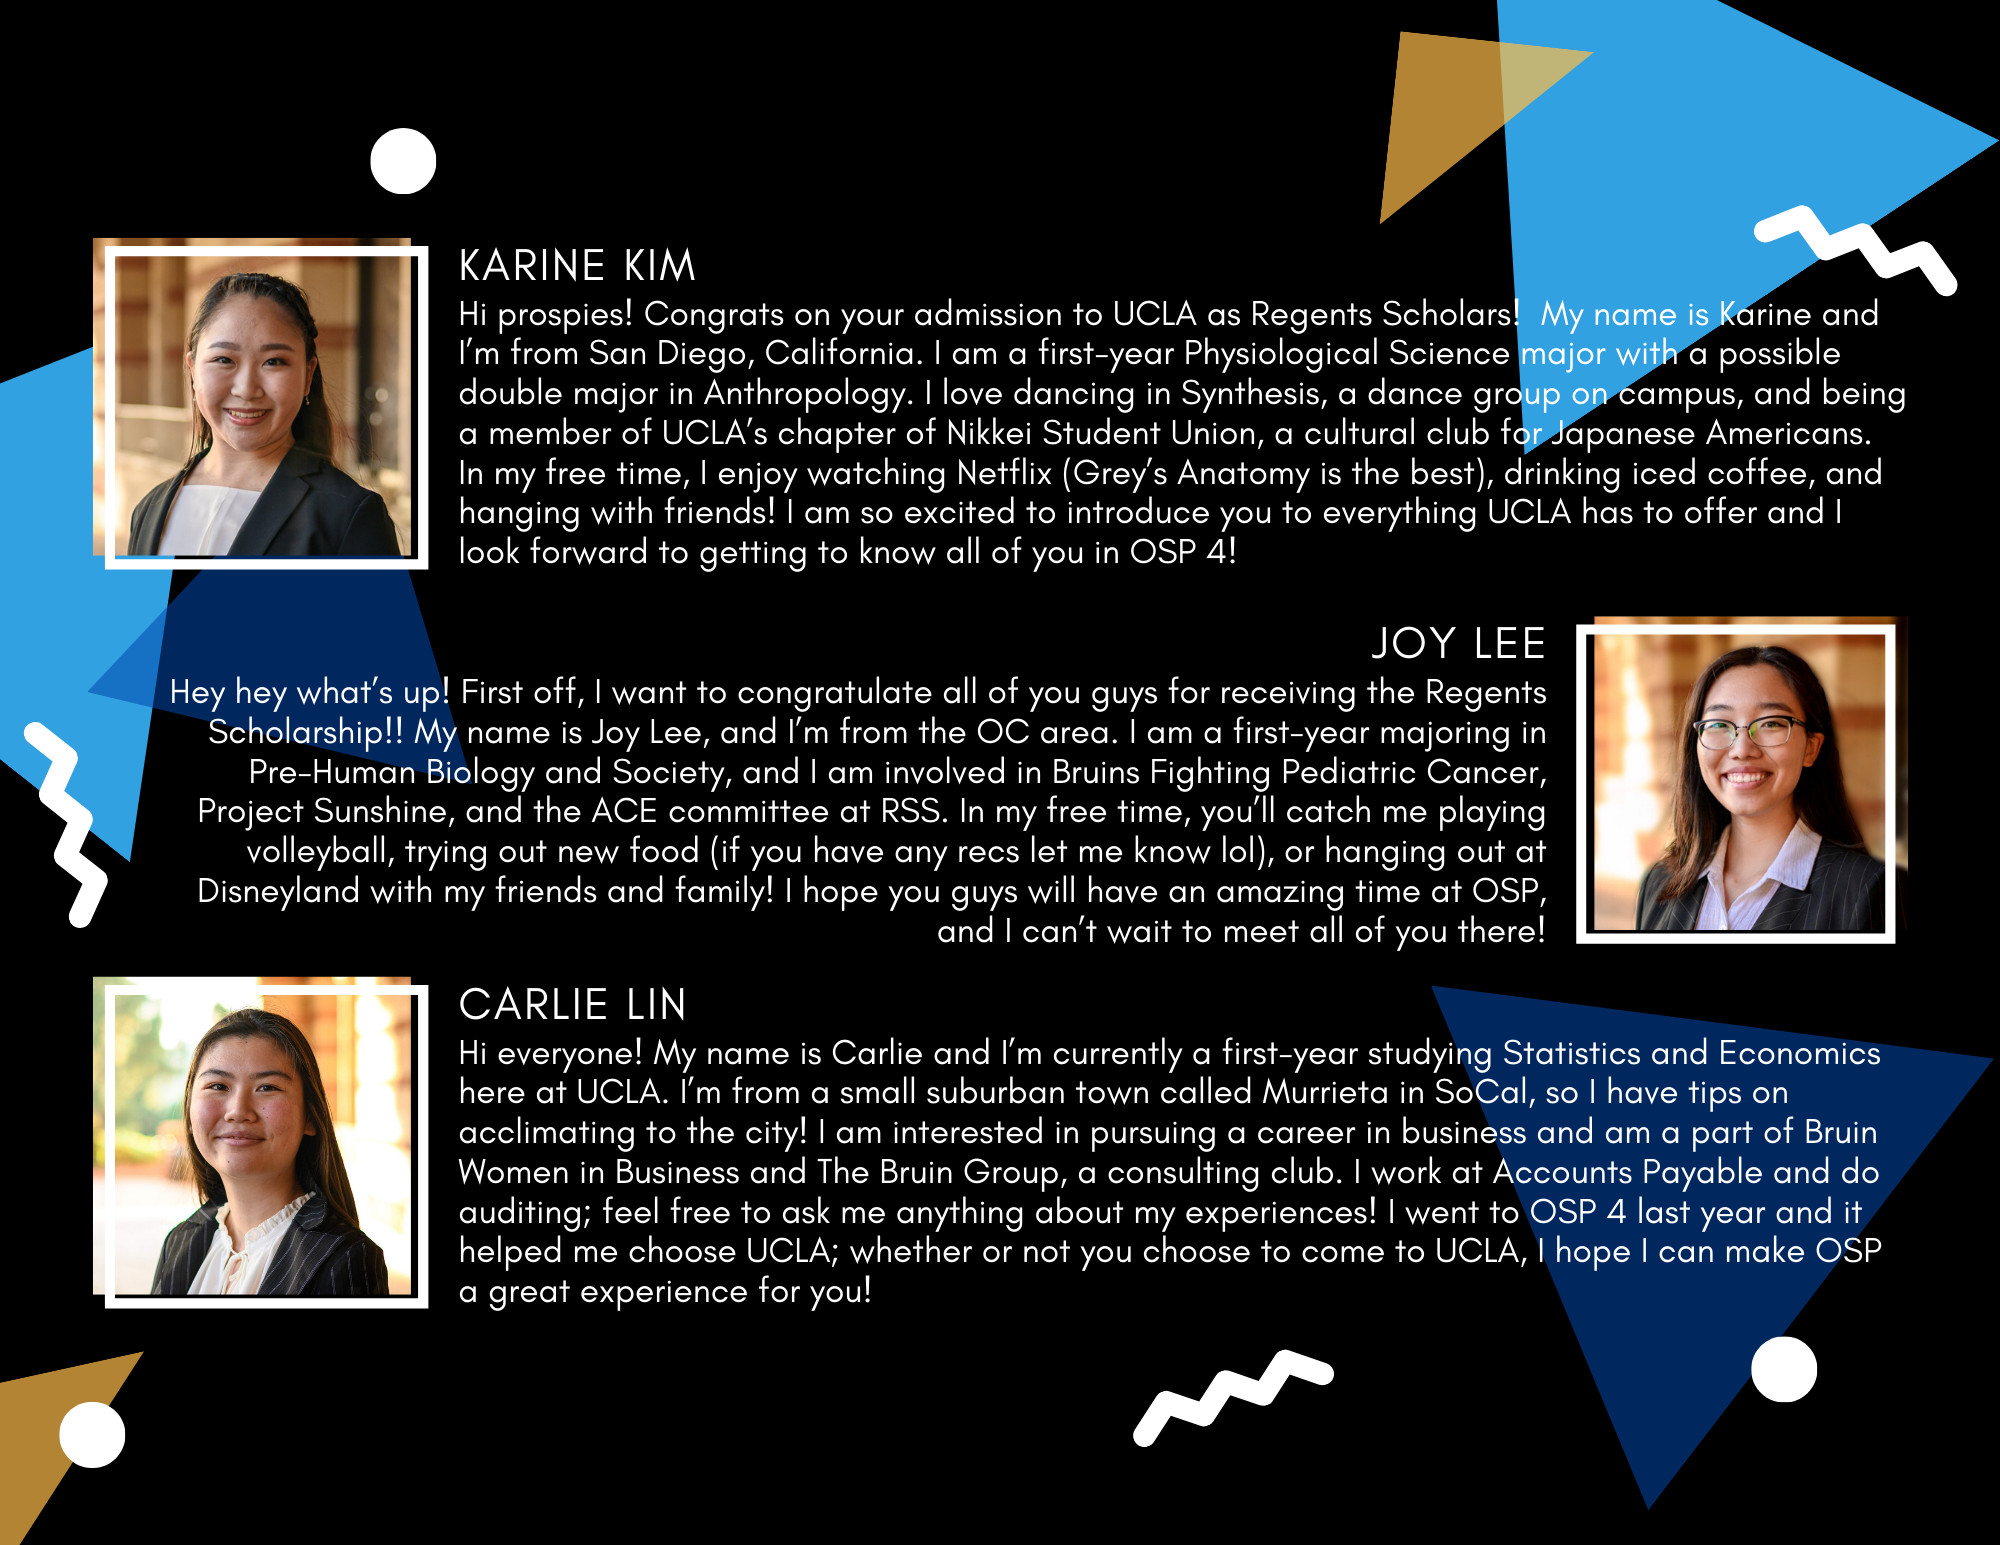 KARINE KIM
Hi prospies! Congrats on your admission to UCLA as Regents Scholars!  My name is Karine and
I’m from San Diego, California. I am a first-year Physiological Science major with a possible
double major in Anthropology. I love dancing in Synthesis, a dance group on campus, and being
a member of UCLA’s chapter of Nikkei Student Union, a cultural club for Japanese Americans.
In my free time, I enjoy watching Netflix (Grey’s Anatomy is the best), drinking iced coffee, and
hanging with friends! I am so excited to introduce you to everything UCLA has to offer and I
look forward to getting to know all of you in OSP 4!
JOY LEE
Hey hey what’s up! First off, I want to congratulate all of you guys for receiving the Regents
Scholarship!! My name is Joy Lee, and I’m from the OC area. I am a first-year majoring in
Pre-Human Biology and Society, and I am involved in Bruins Fighting Pediatric Cancer,
Project Sunshine, and the ACE committee at RSS. In my free time, you’ll catch me playing
volleyball, trying out new food (if you have any recs let me know lol), or hanging out at
Disneyland with my friends and family! I hope you guys will have an amazing time at OSP,
and I can’t wait to meet all of you there!
CARLIE LIN
Hi everyone! My name is Carlie and I’m currently a first-year studying Statistics and Economics
here at UCLA. I’m from a small suburban town called Murrieta in SoCal, so I have tips on
acclimating to the city! I am interested in pursuing a career in business and am a part of Bruin
Women in Business and The Bruin Group, a consulting club. I work at Accounts Payable and do
auditing; feel free to ask me anything about my experiences! I went to OSP 4 last year and it
helped me choose UCLA; whether or not you choose to come to UCLA, I hope I can make OSP
a great experience for you!